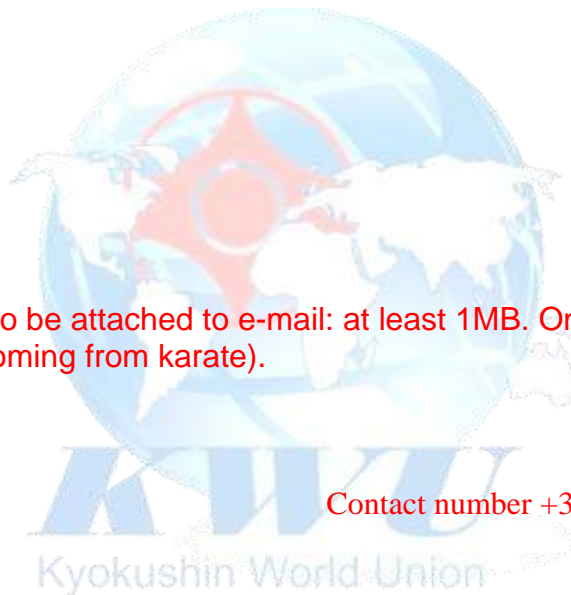 o be attached to e-mail: at least 1MB. Or
oming from karate).
Contact number +3
KWU
Kyokushin World Union